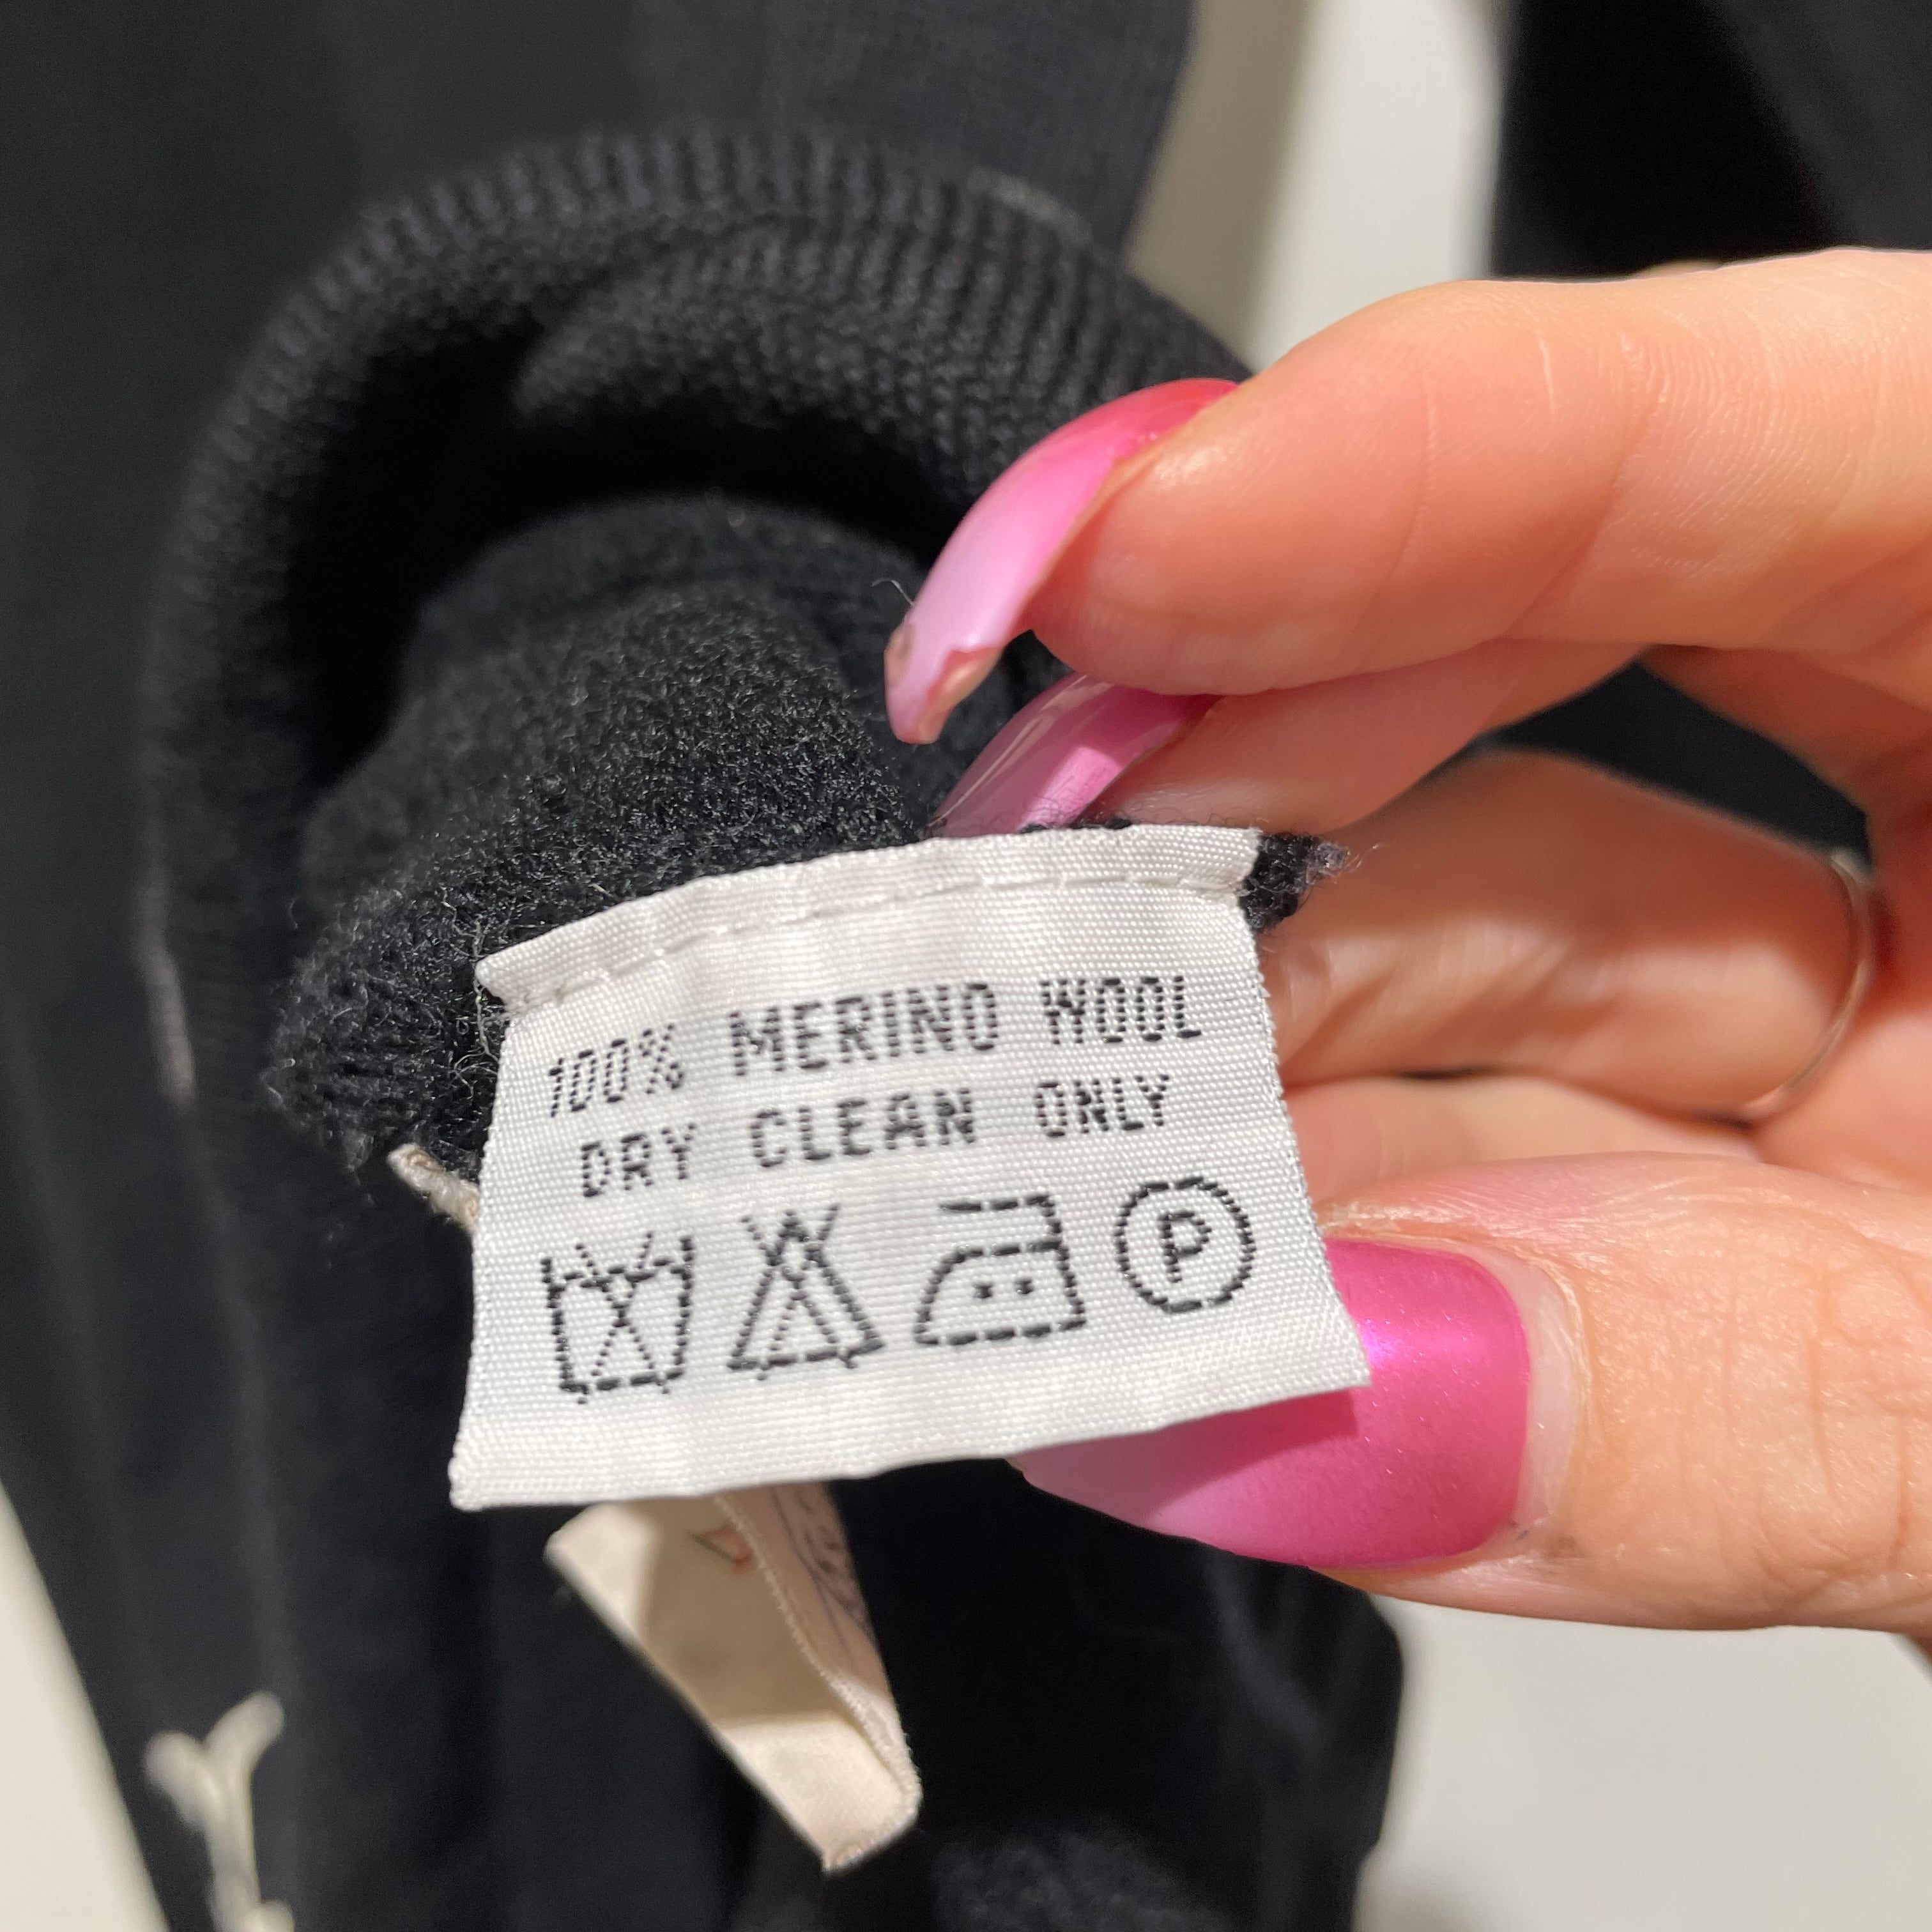 100% MERINO WOOL
DRY CLEAN ONLY
P